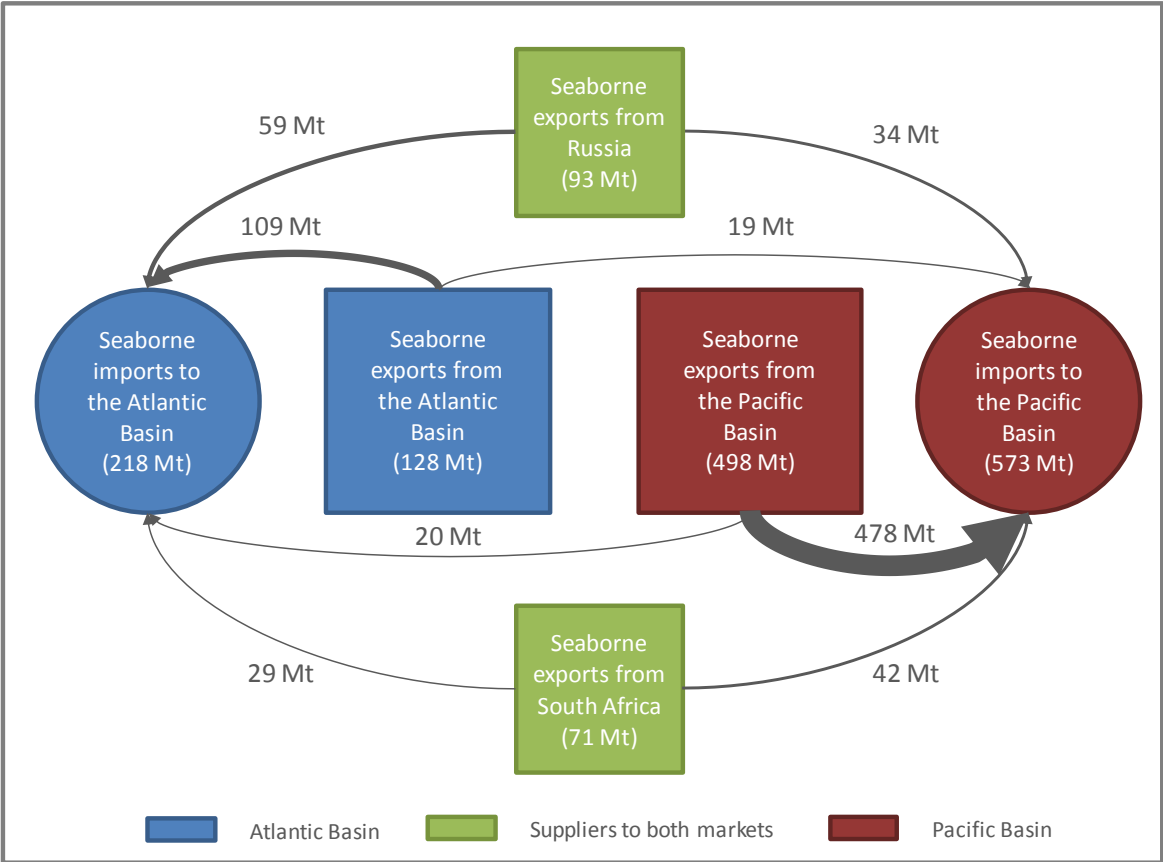 Seaborne
exports from
Russia
(93 Mt)
59 Mt
34 Mt
109 Mt
19 Mt
Seaborne
imports to
the Atlantic
Basin
(218 Mt)
Seaborne
exports from
the Atlantic
Basin
(128 Mt)
Seaborne
exports from
the Pacific
Basin
(498 Mt)
Seaborne
imports to
the Pacific
Basin
(573 Mt)
20 Mt
478 Mt
Seaborne
exports from
South Africa
(71 Mt)
29 Mt
42 Mt
Atlantic Basin
Suppliers to both markets
Pacific Basin